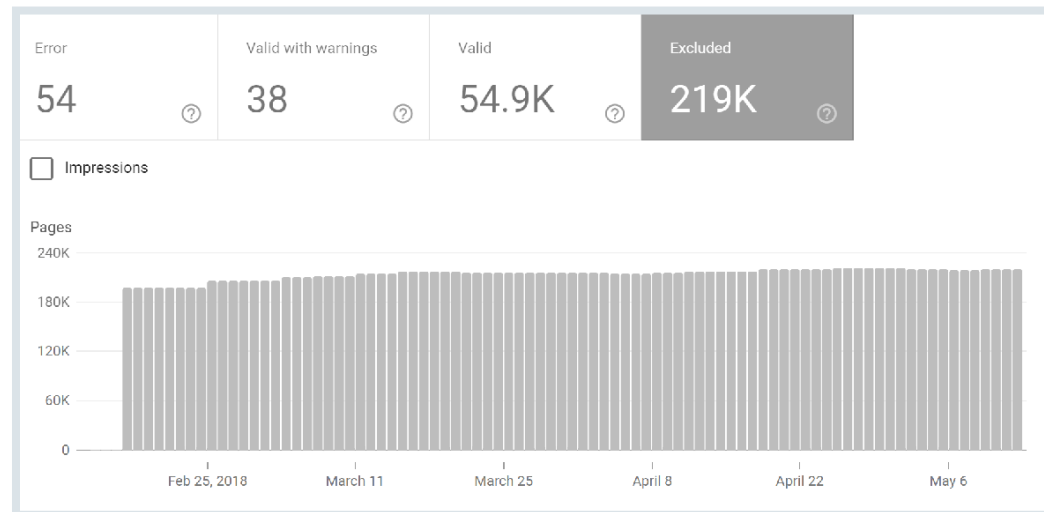 Error
54
Valid with warnings
38
Valid
54.9K
Excluded
219K
Impressions
Pages
240K
180K
120K
60K
0
Feb 25, 2018 March 11 March 25 April 8 April 22 May 6